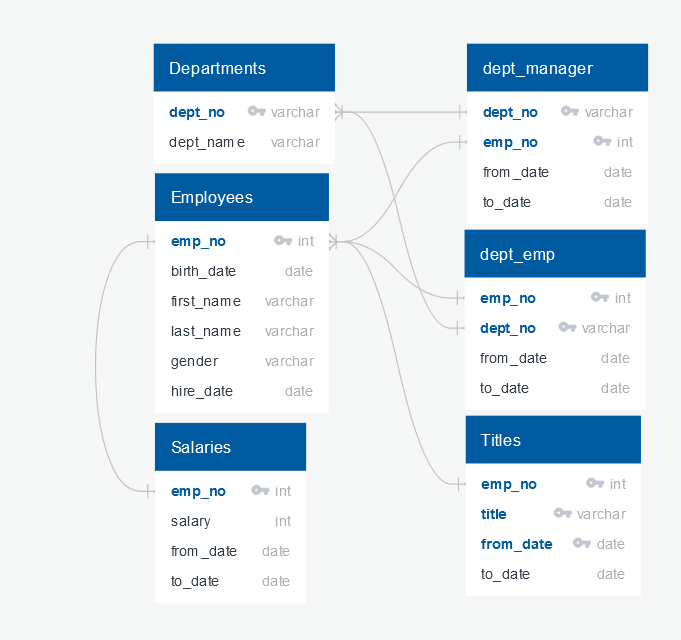 Departments
dept_no varchar
dept_name varchar
Employees
emp_no int
birth_date date
first_name varchar
last_name varchar
gender varchar
hire_date date
Salaries
emp_no int
salary int
from_date date
to_date date
dept_manager
dept_no varchar
emp_no int
from_date date
to_date date
dept_emp
emp_no int
dept_no varchar
from_date date
to_date date
Titles
emp_no int
title varchar
from_date date
to_date date